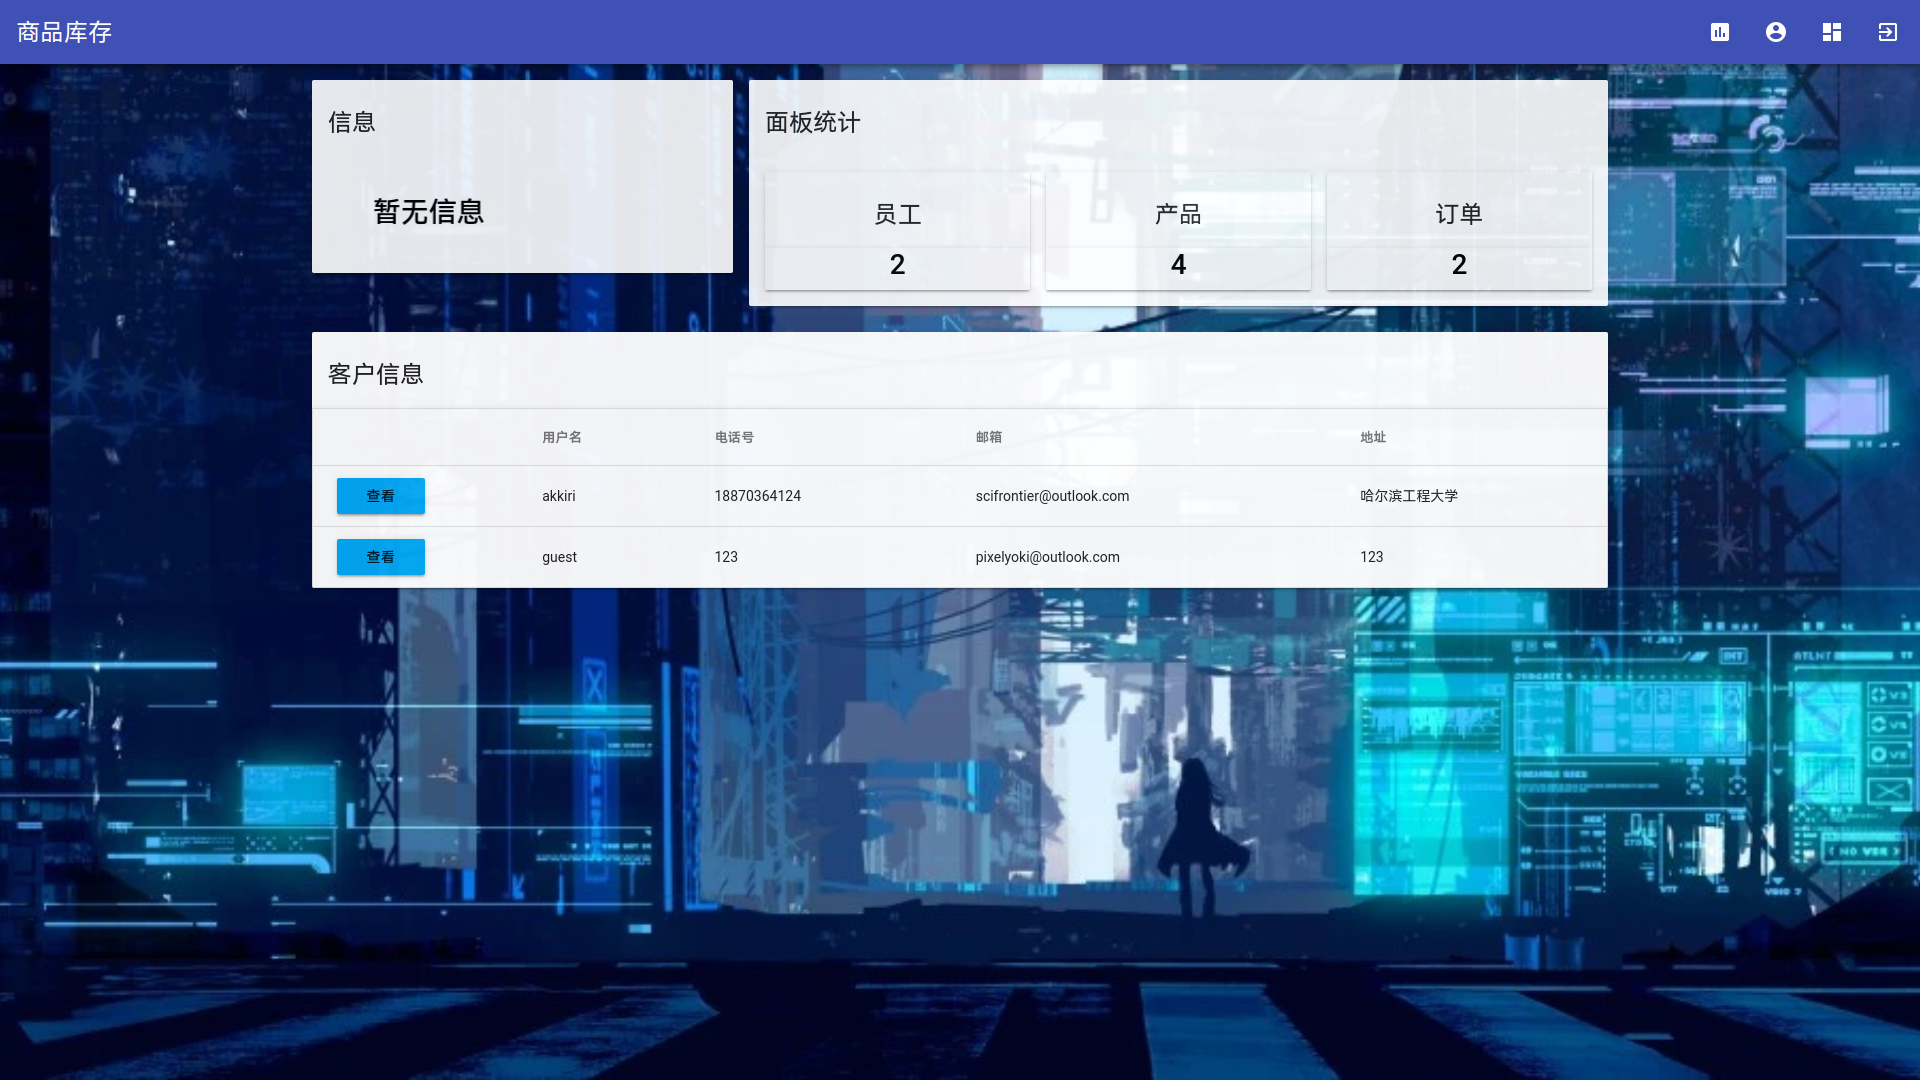 商品库存
信息
暂无信息
面板统计
员工 产品 订单
2 4 2
客户信息
用户名 电话号 邮箱 地址
查看 akkiri 18870364124 scifrontier@outlook.com 哈尔滨工程大学
查看 guest 123 pixelyoki@outlook.com 123
INT
NO VER